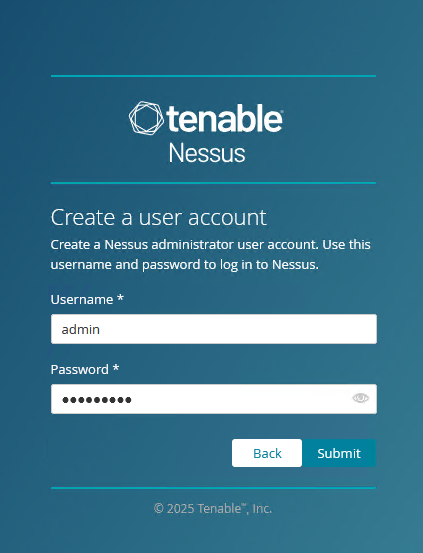 tenable
Nessus
Create a user account
Create a Nessus administrator user account. Use this
username and password to log in to Nessus.
Username *
admin
Password *
•••••••••
Back
Submit
© 2025 Tenable™, Inc.